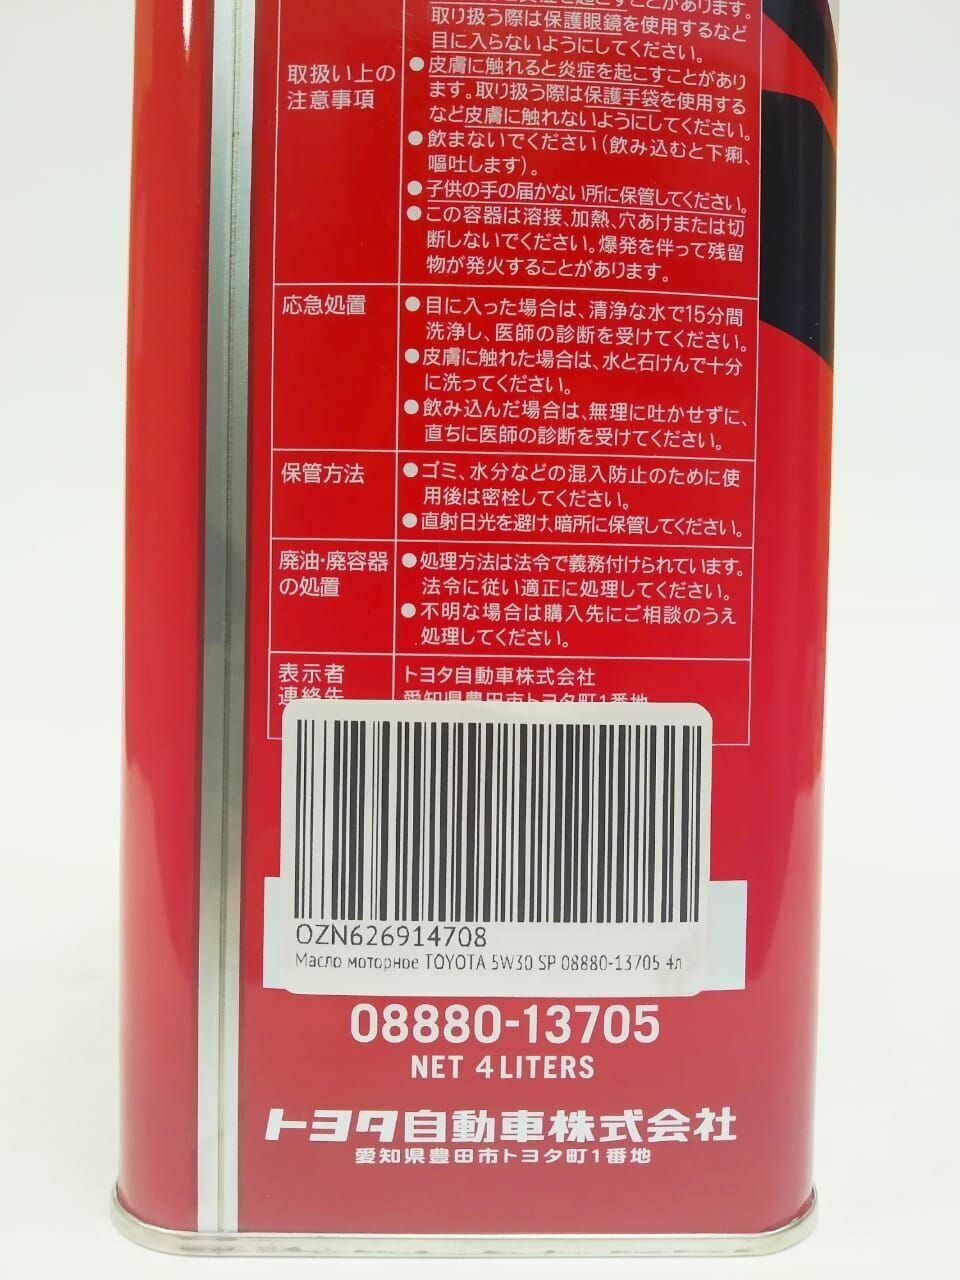 取り扱う際は保護眼鏡を使用するなど
目に入らないようにしてください。
取扱い上の
注意事項
●皮膚に触れると炎症を起こすことがあり
ます。取り扱う際は保護手袋を使用する
など皮膚に触れないようにしてください。
●飲まないでください(飲み込むと下痢、
嘔吐します)。
●子供の手の届かない所に保管してください。
●この容器は溶接、加熱、穴あけまたは切
断しないでください。爆発を伴って残留
物が発火することがあります。
応急処置
●目に入った場合は、清浄な水で15分間
洗浄し、医師の診断を受けてください。
●皮膚に触れた場合は、水と石けんで十分
に洗ってください。
●飲み込んだ場合は、無理に吐かせずに、
直ちに医師の診断を受けてください。
保管方法
●ゴミ、水分などの混入防止のために使
用後は密栓してください。
●直射日光を避け、暗所に保管してください。
廃油・廃容器
の処置
●処理方法は法令で義務付けられています。
法令に従い適正に処理してください。
●不明な場合は購入先にご相談のうえ
処理してください。
表示者
連絡先
トヨタ自動車株式会社
愛知県豊田市トヨタ町1番地
OZN626914708
Масло моторное TOYOTA 5W30 SP 08880-13705 4л
08880-13705
NET 4 LITERS
トヨタ自動車株式会社
愛知県豊田市トヨタ町1番地